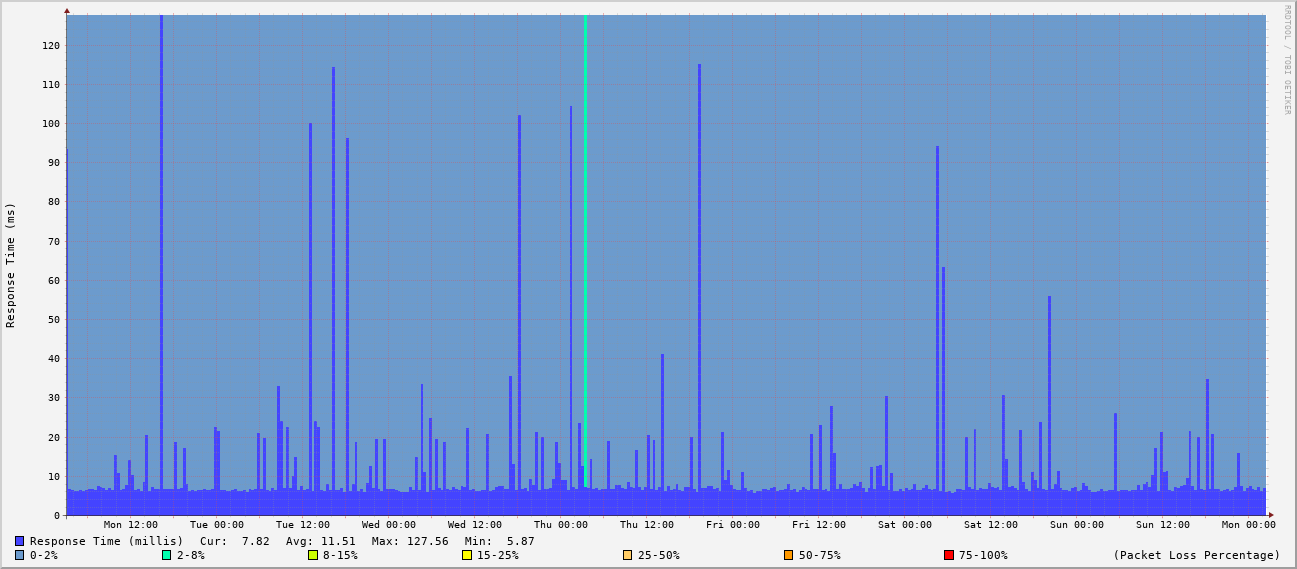 RRDTOOL / TOBI OETIKER
Response Time (ms)
120
110
100
90
80
70
60
50
40
30
20
10
0
Mon 12:00 Tue 00:00 Tue 12:00 Wed 00:00 Wed 12:00 Thu 00:00 Thu 12:00 Fri 00:00 Fri 12:00 Sat 00:00 Sat 12:00 Sun 00:00 Sun 12:00 Mon 00:00
Response Time (millis) Cur: 7.82 Avg: 11.51 Max: 127.56 Min: 5.87
0-2% 2-8% 8-15% 15-25% 25-50% 50-75% 75-100% (Packet Loss Percentage)